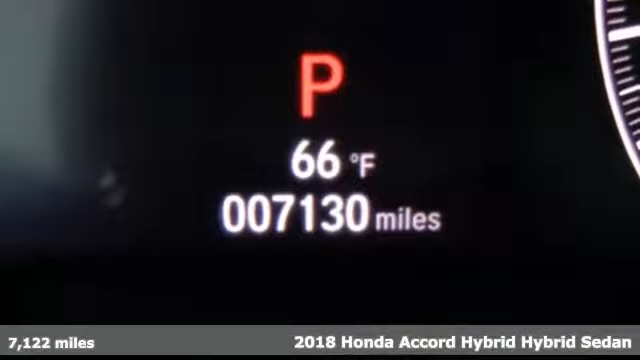 P
66 °F
007130 miles
7,122 miles
2018 Honda Accord Hybrid Hybrid Sedan